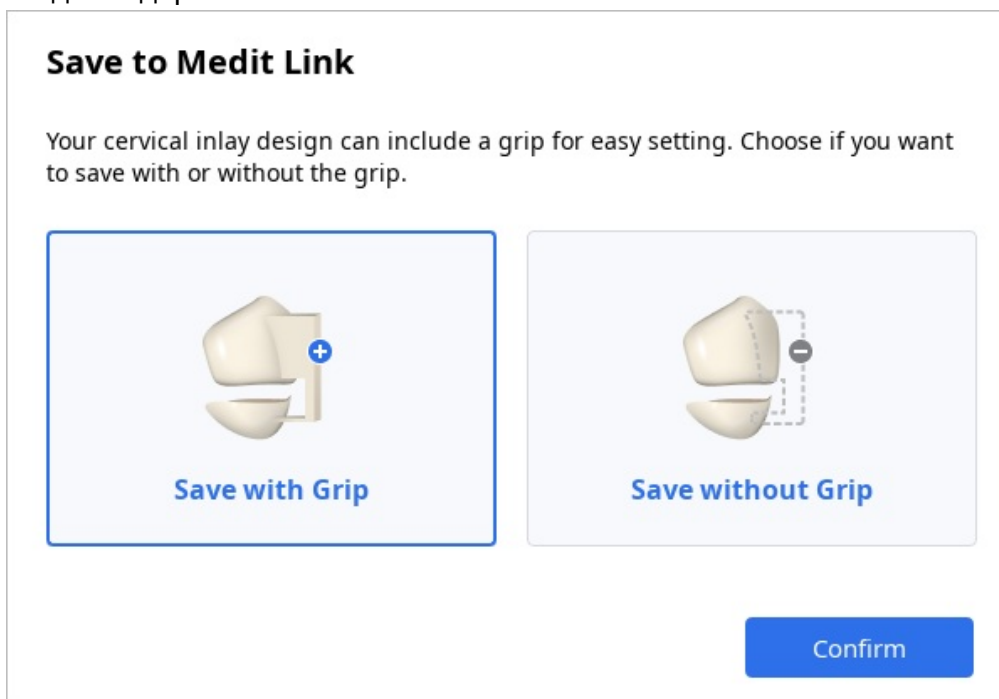 Save to Medit Link
Your cervical inlay design can include a grip for easy setting. Choose if you want
to save with or without the grip.
Save with Grip
Save without Grip
Confirm